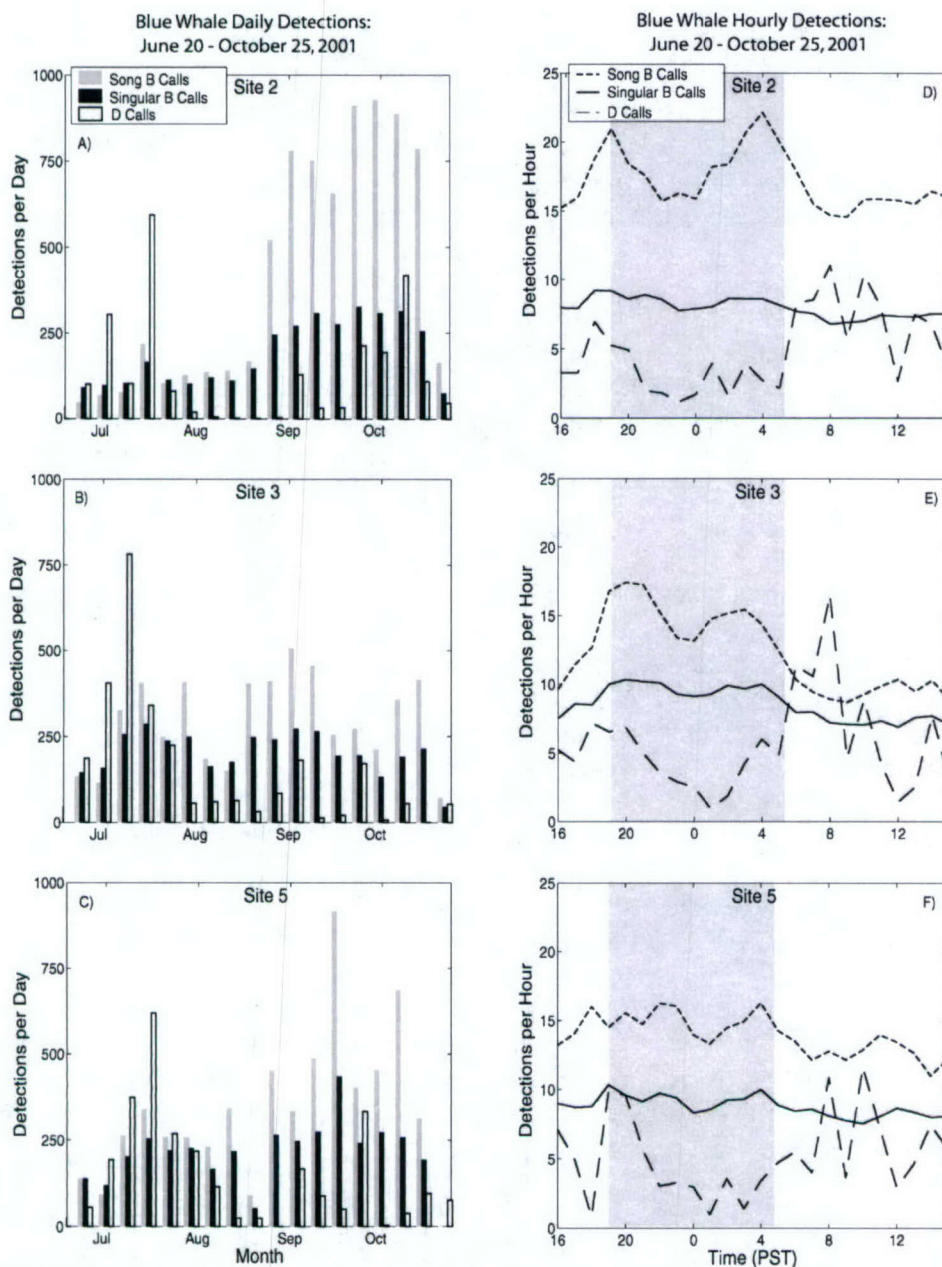 Blue Whale Daily Detections:
June 20 - October 25, 2001
Song B Calls
Singular B Calls
D Calls
Site 2
A)
1000
750
500
250
0
Detections per Day
Jul
Aug
Sep
Oct
Site 3
B)
1000
750
500
250
0
Detections per Day
Jul
Aug
Sep
Oct
Site 5
C)
1000
750
500
250
0
Detections per Day
Jul
Aug
Sep
Oct
Month
Blue Whale Hourly Detections:
June 20 - October 25, 2001
Song B Calls
Singular B Calls
D Calls
Site 2
D)
25
20
15
10
5
0
Detections per Hour
16
20
0
4
8
12
Site 3
E)
25
20
15
10
5
0
Detections per Hour
16
20
0
4
8
12
Site 5
F)
25
20
15
10
5
0
Detections per Hour
16
20
0
4
8
12
Time (PST)